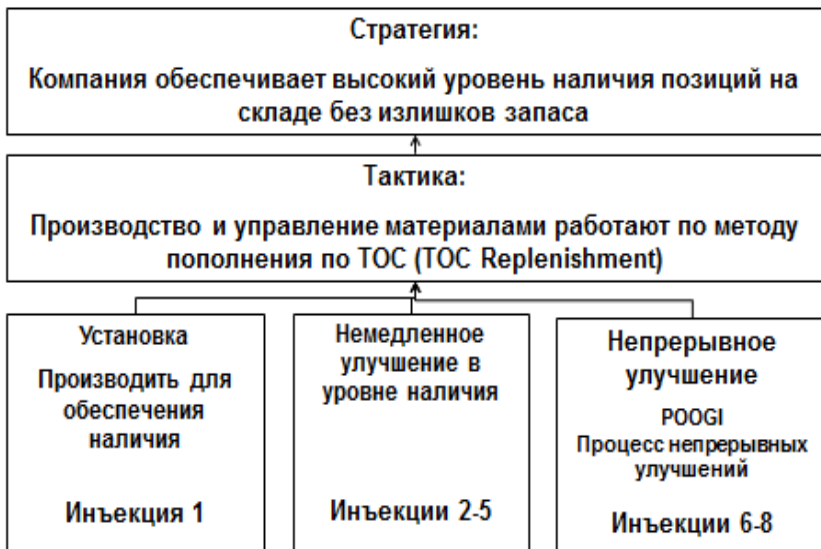 Стратегия:
Компания обеспечивает высокий уровень наличия позиций на
складе без излишков запаса
Тактика:
Производство и управление материалами работают по методу
пополнения по ТОС (TOC Replenishment)
Установка
Производить для
обеспечения
наличия
Инъекция 1
Немедленное
улучшение в
уровне наличия
Инъекции 2-5
Непрерывное
улучшение
POOGI
Процесс непрерывных
улучшений
Инъекции 6-8